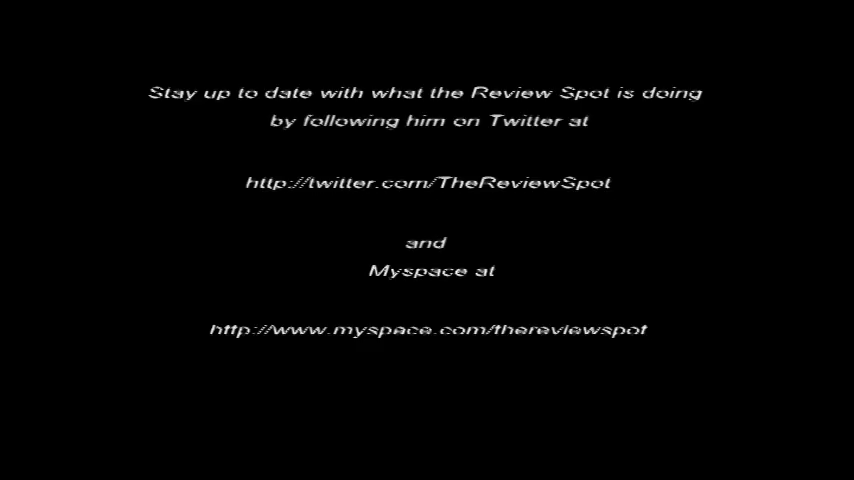 Stay up to date with what the Review Spot is doing
by following him on Twitter at
http://twitter.com/TheReviewSpot
and
Myspace at
http://www.myspace.com/thereviewspot